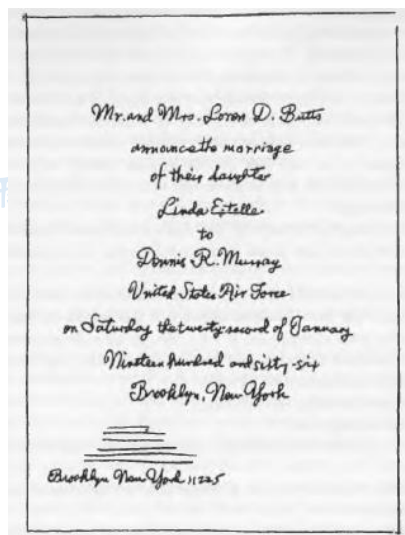 Mr. and Mrs. Loren D. Butts
announce the marriage
of their daughter
Linda Estelle
to
Dennis R. Murray
United States Air Force
on Saturday the twenty-second of January
Nineteen hundred and sixty-six
Brooklyn, New York
Brooklyn New York 11225